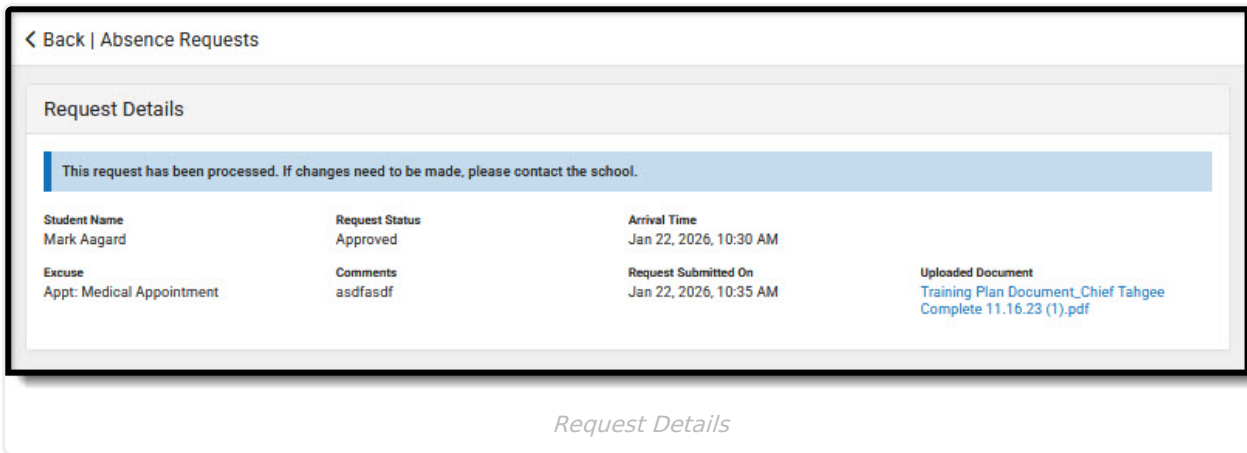 Back | Absence Requests
Request Details
This request has been processed. If changes need to be made, please contact the school.
Student Name
Mark Aagard
Request Status
Approved
Arrival Time
Jan 22, 2026, 10:30 AM
Excuse
Appt: Medical Appointment
Comments
asdfasdf
Request Submitted On
Jan 22, 2026, 10:35 AM
Uploaded Document
Training Plan Document_Chief Tahgee
Complete 11.16.23 (1).pdf
Request Details